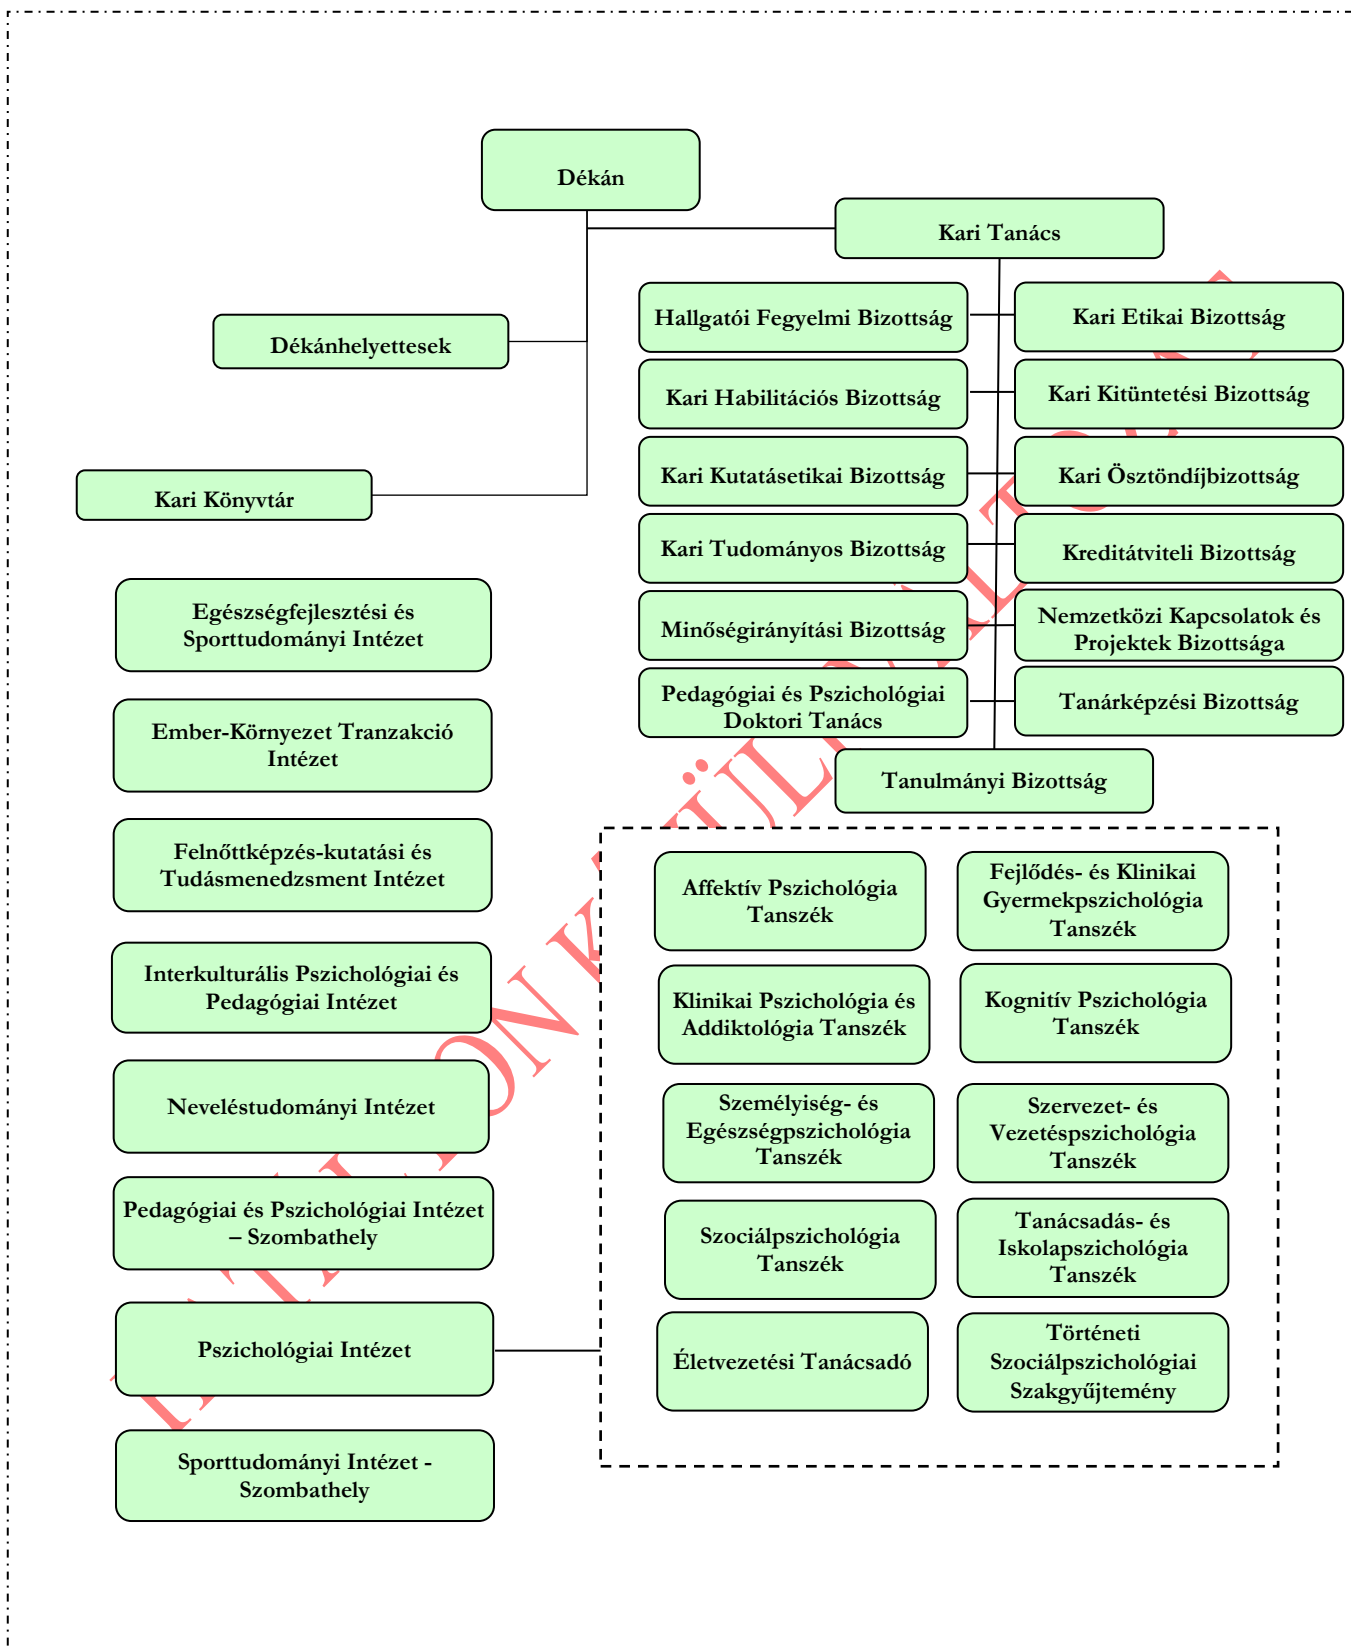 Dékán
Kari Tanács
Dékánhelyettesek
Kari Könyvtár
Hallgatói Fegyelmi Bizottság
Kari Etikai Bizottság
Kari Habilitációs Bizottság
Kari Kitüntetési Bizottság
Kari Kutatásetikai Bizottság
Kari Ösztöndíjbizottság
Kari Tudományos Bizottság
Kreditátviteli Bizottság
Minőségirányítási Bizottság
Nemzetközi Kapcsolatok és
Projektek Bizottsága
Pedagógiai és Pszichológiai
Doktori Tanács
Tanárképzési Bizottság
Tanulmányi Bizottság
Egészségfejlesztési és
Sporttudományi Intézet
Ember-Környezet Tranzakció
Intézet
Felnőttképzés-kutatási és
Tudásmenedzsment Intézet
Interkulturális Pszichológiai és
Pedagógiai Intézet
Neveléstudományi Intézet
Pedagógiai és Pszichológiai Intézet
– Szombathely
Pszichológiai Intézet
Sporttudományi Intézet -
Szombathely
Affektív Pszichológia
Tanszék
Fejlődés- és Klinikai
Gyermekpszichológia
Tanszék
Klinikai Pszichológia és
Addiktológia Tanszék
Kognitív Pszichológia
Tanszék
Személyiség- és
Egészségpszichológia
Tanszék
Szervezet- és
Vezetéspszichológia
Tanszék
Szociálpszichológia
Tanszék
Tanácsadás- és
Iskolapszichológia
Tanszék
Életvezetési Tanácsadó
Történeti
Szociálpszichológiai
Szakgyűjtemény